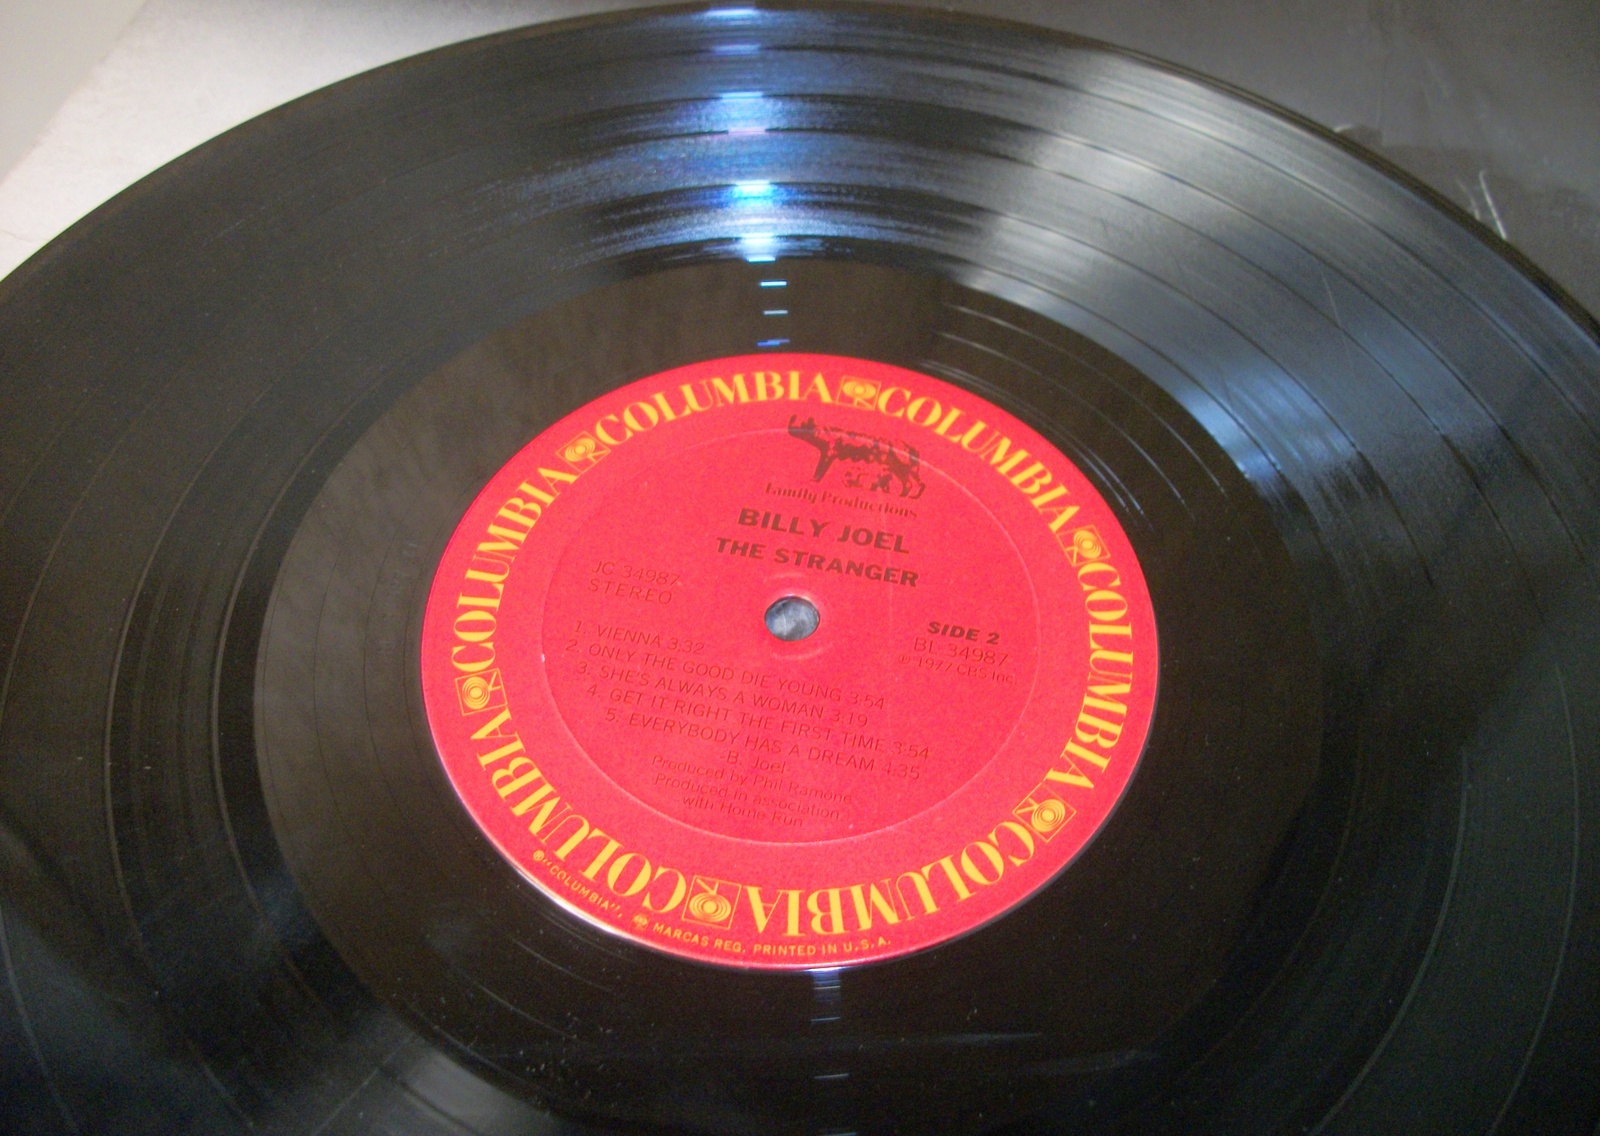 COLUMBIA COLUMBIA COLUMBIA COLUMBIA COLUMBIA COLUMBIA COLUMBIA COLUMBIA
Family Productions
BILLY JOEL
THE STRANGER
JC 34987
STEREO
SIDE 2
BL-34987
℗ 1977 CBS Inc.
1. VIENNA 3:32
2. ONLY THE GOOD DIE YOUNG 3:54
3. SHE'S ALWAYS A WOMAN 3:19
4. GET IT RIGHT THE FIRST TIME 3:54
5. EVERYBODY HAS A DREAM 4:35
-B. Joel-
Produced by Phil Ramone
Produced in association
with Home Run
®"COLUMBIA", MARCAS REG. PRINTED IN U.S.A.